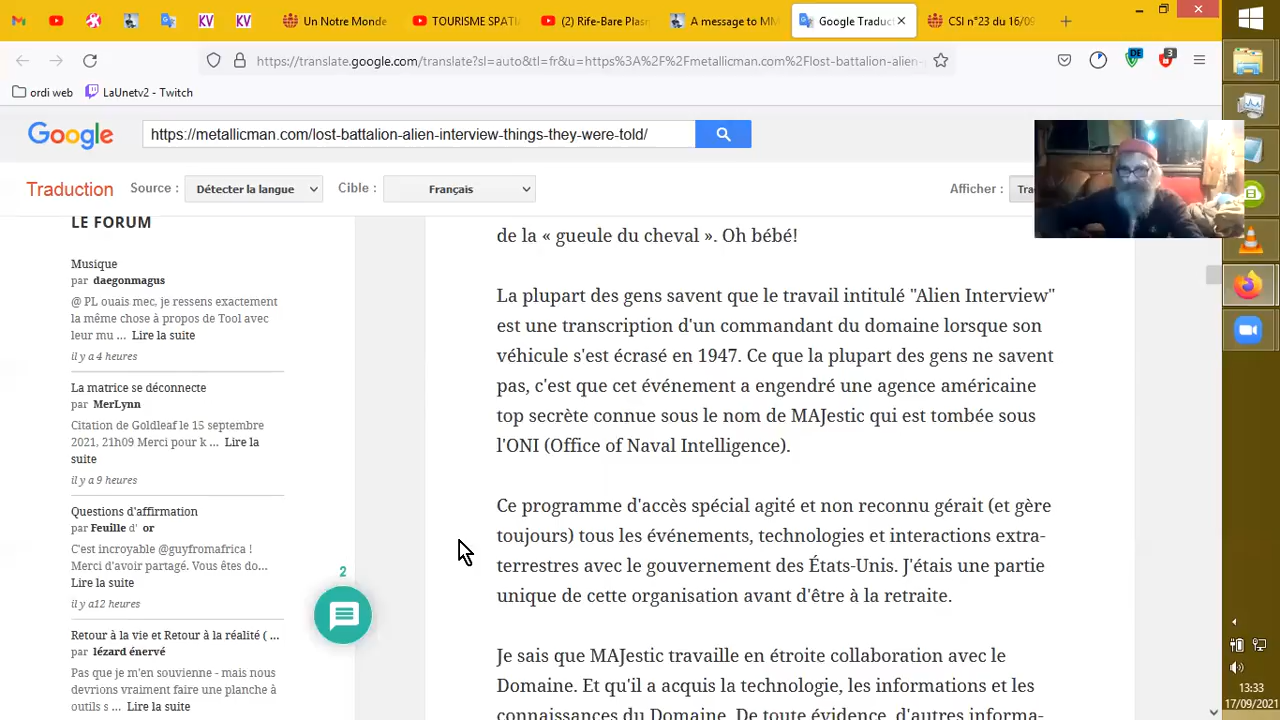 KV
KV
Un Notre Monde
TOURISME SPATI
(2) Rife-Bare Plasm
A message to MM
Google Traduc
CSI n°23 du 16/09
https://translate.google.com/translate?sl=auto&tl=fr&u=https%3A%2F%2Fmetallicman.com%2Flost-battalion-alien-
DE
3
ordi web
LaUnetv2 - Twitch
Google
https://metallicman.com/lost-battalion-alien-interview-things-they-were-told/
Traduction
Source :
Détecter la langue
Cible :
Français
Afficher :
Tra
LE FORUM
Musique
par daegonmagus
@ PL ouais mec, je ressens exactement
la même chose à propos de Tool avec
leur mu ... Lire la suite
il y a 4 heures
La matrice se déconnecte
par MerLynn
Citation de Goldleaf le 15 septembre
2021, 21h09 Merci pour k ... Lire la
suite
il y a 9 heures
Questions d'affirmation
par Feuille d' or
C'est incroyable @guyfromafrica !
Merci d'avoir partagé. Vous êtes do...
Lire la suite
il y a12 heures
Retour à la vie et Retour à la réalité ( ...
par lézard énervé
Pas que je m'en souvienne - mais nous
devrions vraiment faire une planche à
outils s ... Lire la suite
2
de la « gueule du cheval ». Oh bébé!
La plupart des gens savent que le travail intitulé "Alien Interview"
est une transcription d'un commandant du domaine lorsque son
véhicule s'est écrasé en 1947. Ce que la plupart des gens ne savent
pas, c'est que cet événement a engendré une agence américaine
top secrète connue sous le nom de MAJestic qui est tombée sous
l'ONI (Office of Naval Intelligence).
Ce programme d'accès spécial agité et non reconnu gérait (et gère
toujours) tous les événements, technologies et interactions extra-
terrestres avec le gouvernement des États-Unis. J'étais une partie
unique de cette organisation avant d'être à la retraite.
Je sais que MAJestic travaille en étroite collaboration avec le
Domaine. Et qu'il a acquis la technologie, les informations et les
connaissances du Domaine. De toute évidence, d'autres informa-
13:33
17/09/2021